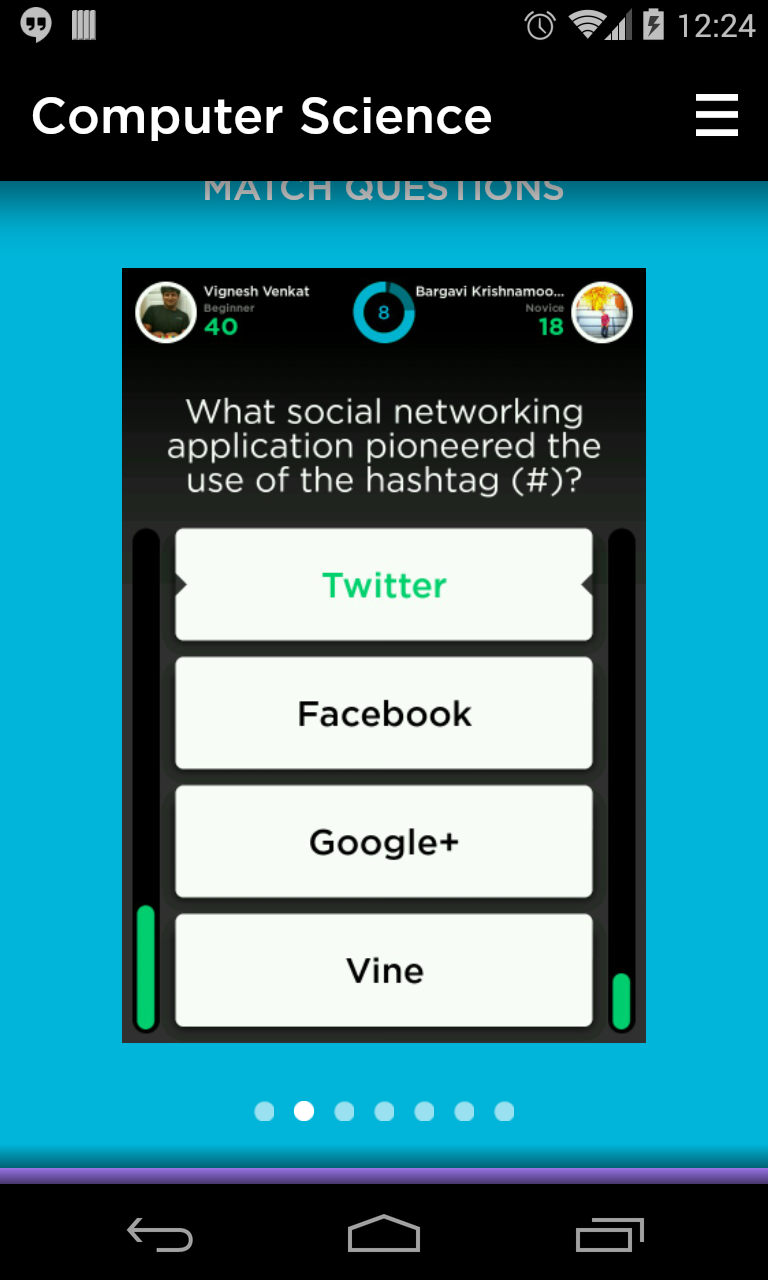 12:24
Computer Science
MATCH QUESTIONS
Vignesh Venkat
Beginner
40
8
Bargavi Krishnamoo...
Novice
18
What social networking
application pioneered the
use of the hashtag (#)?
Twitter
Facebook
Google+
Vine